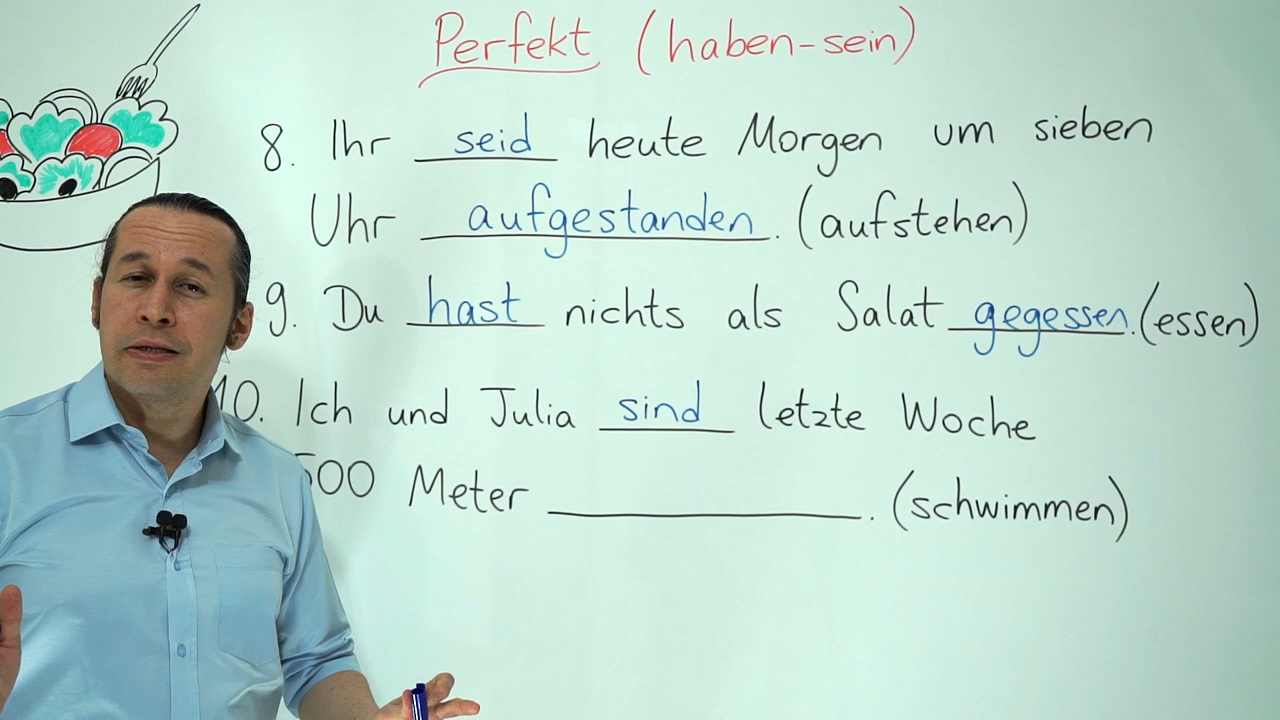 Perfekt (haben-sein)
8. Ihr seid heute Morgen um sieben
Uhr aufgestanden. (aufstehen)
9. Du hast nichts als Salat gegessen. (essen)
10. Ich und Julia sind letzte Woche
500 Meter __________. (schwimmen)